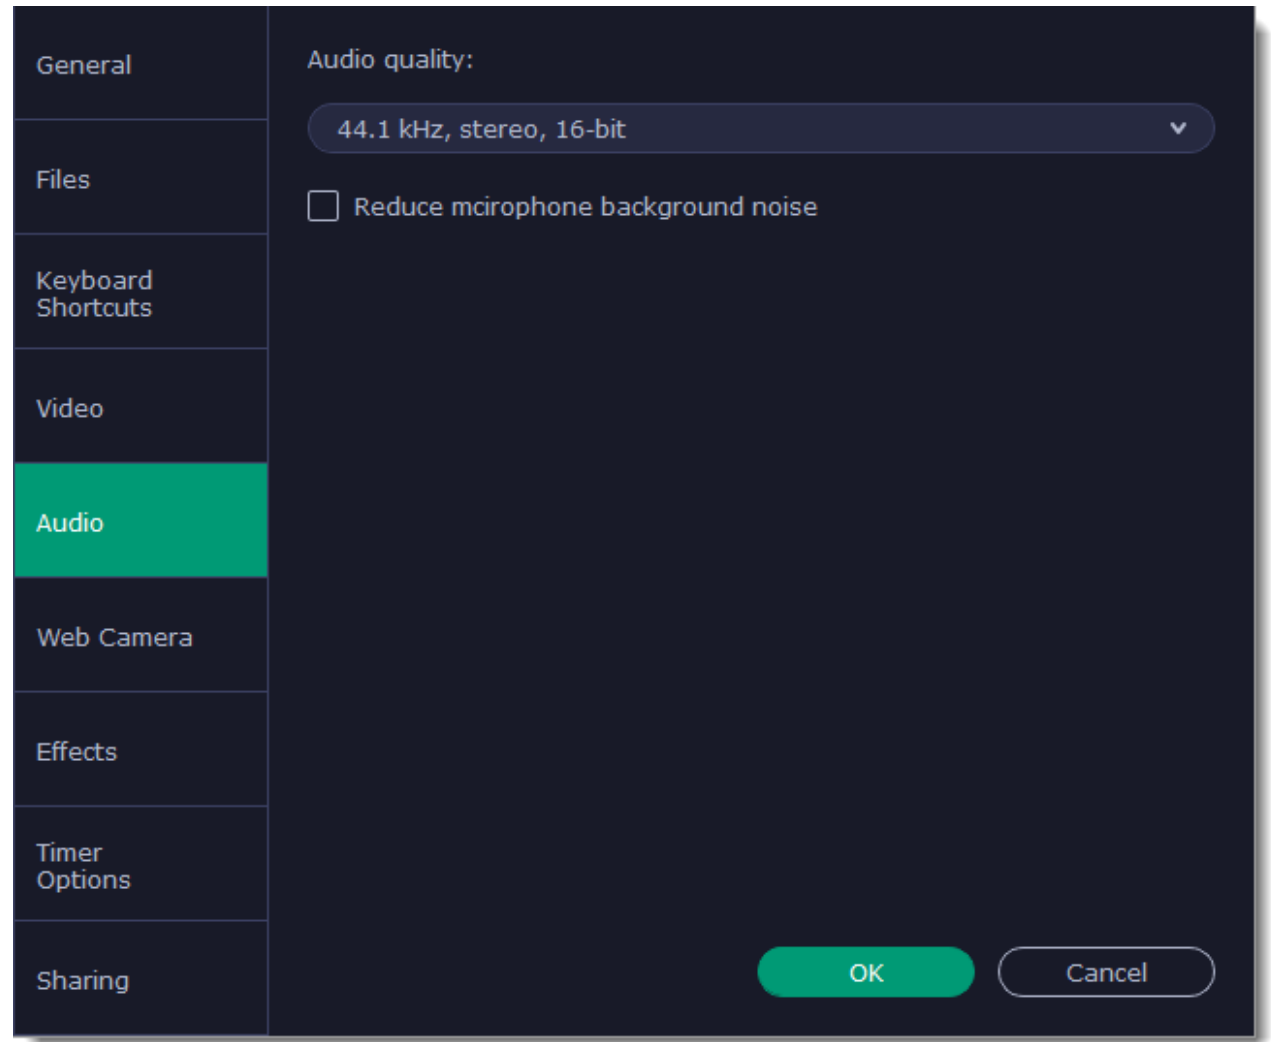 General
Files
Keyboard
Shortcuts
Video
Audio
Web Camera
Effects
Timer
Options
Sharing
Audio quality:
44.1 kHz, stereo, 16-bit
Reduce mcirophone background noise
OK
Cancel